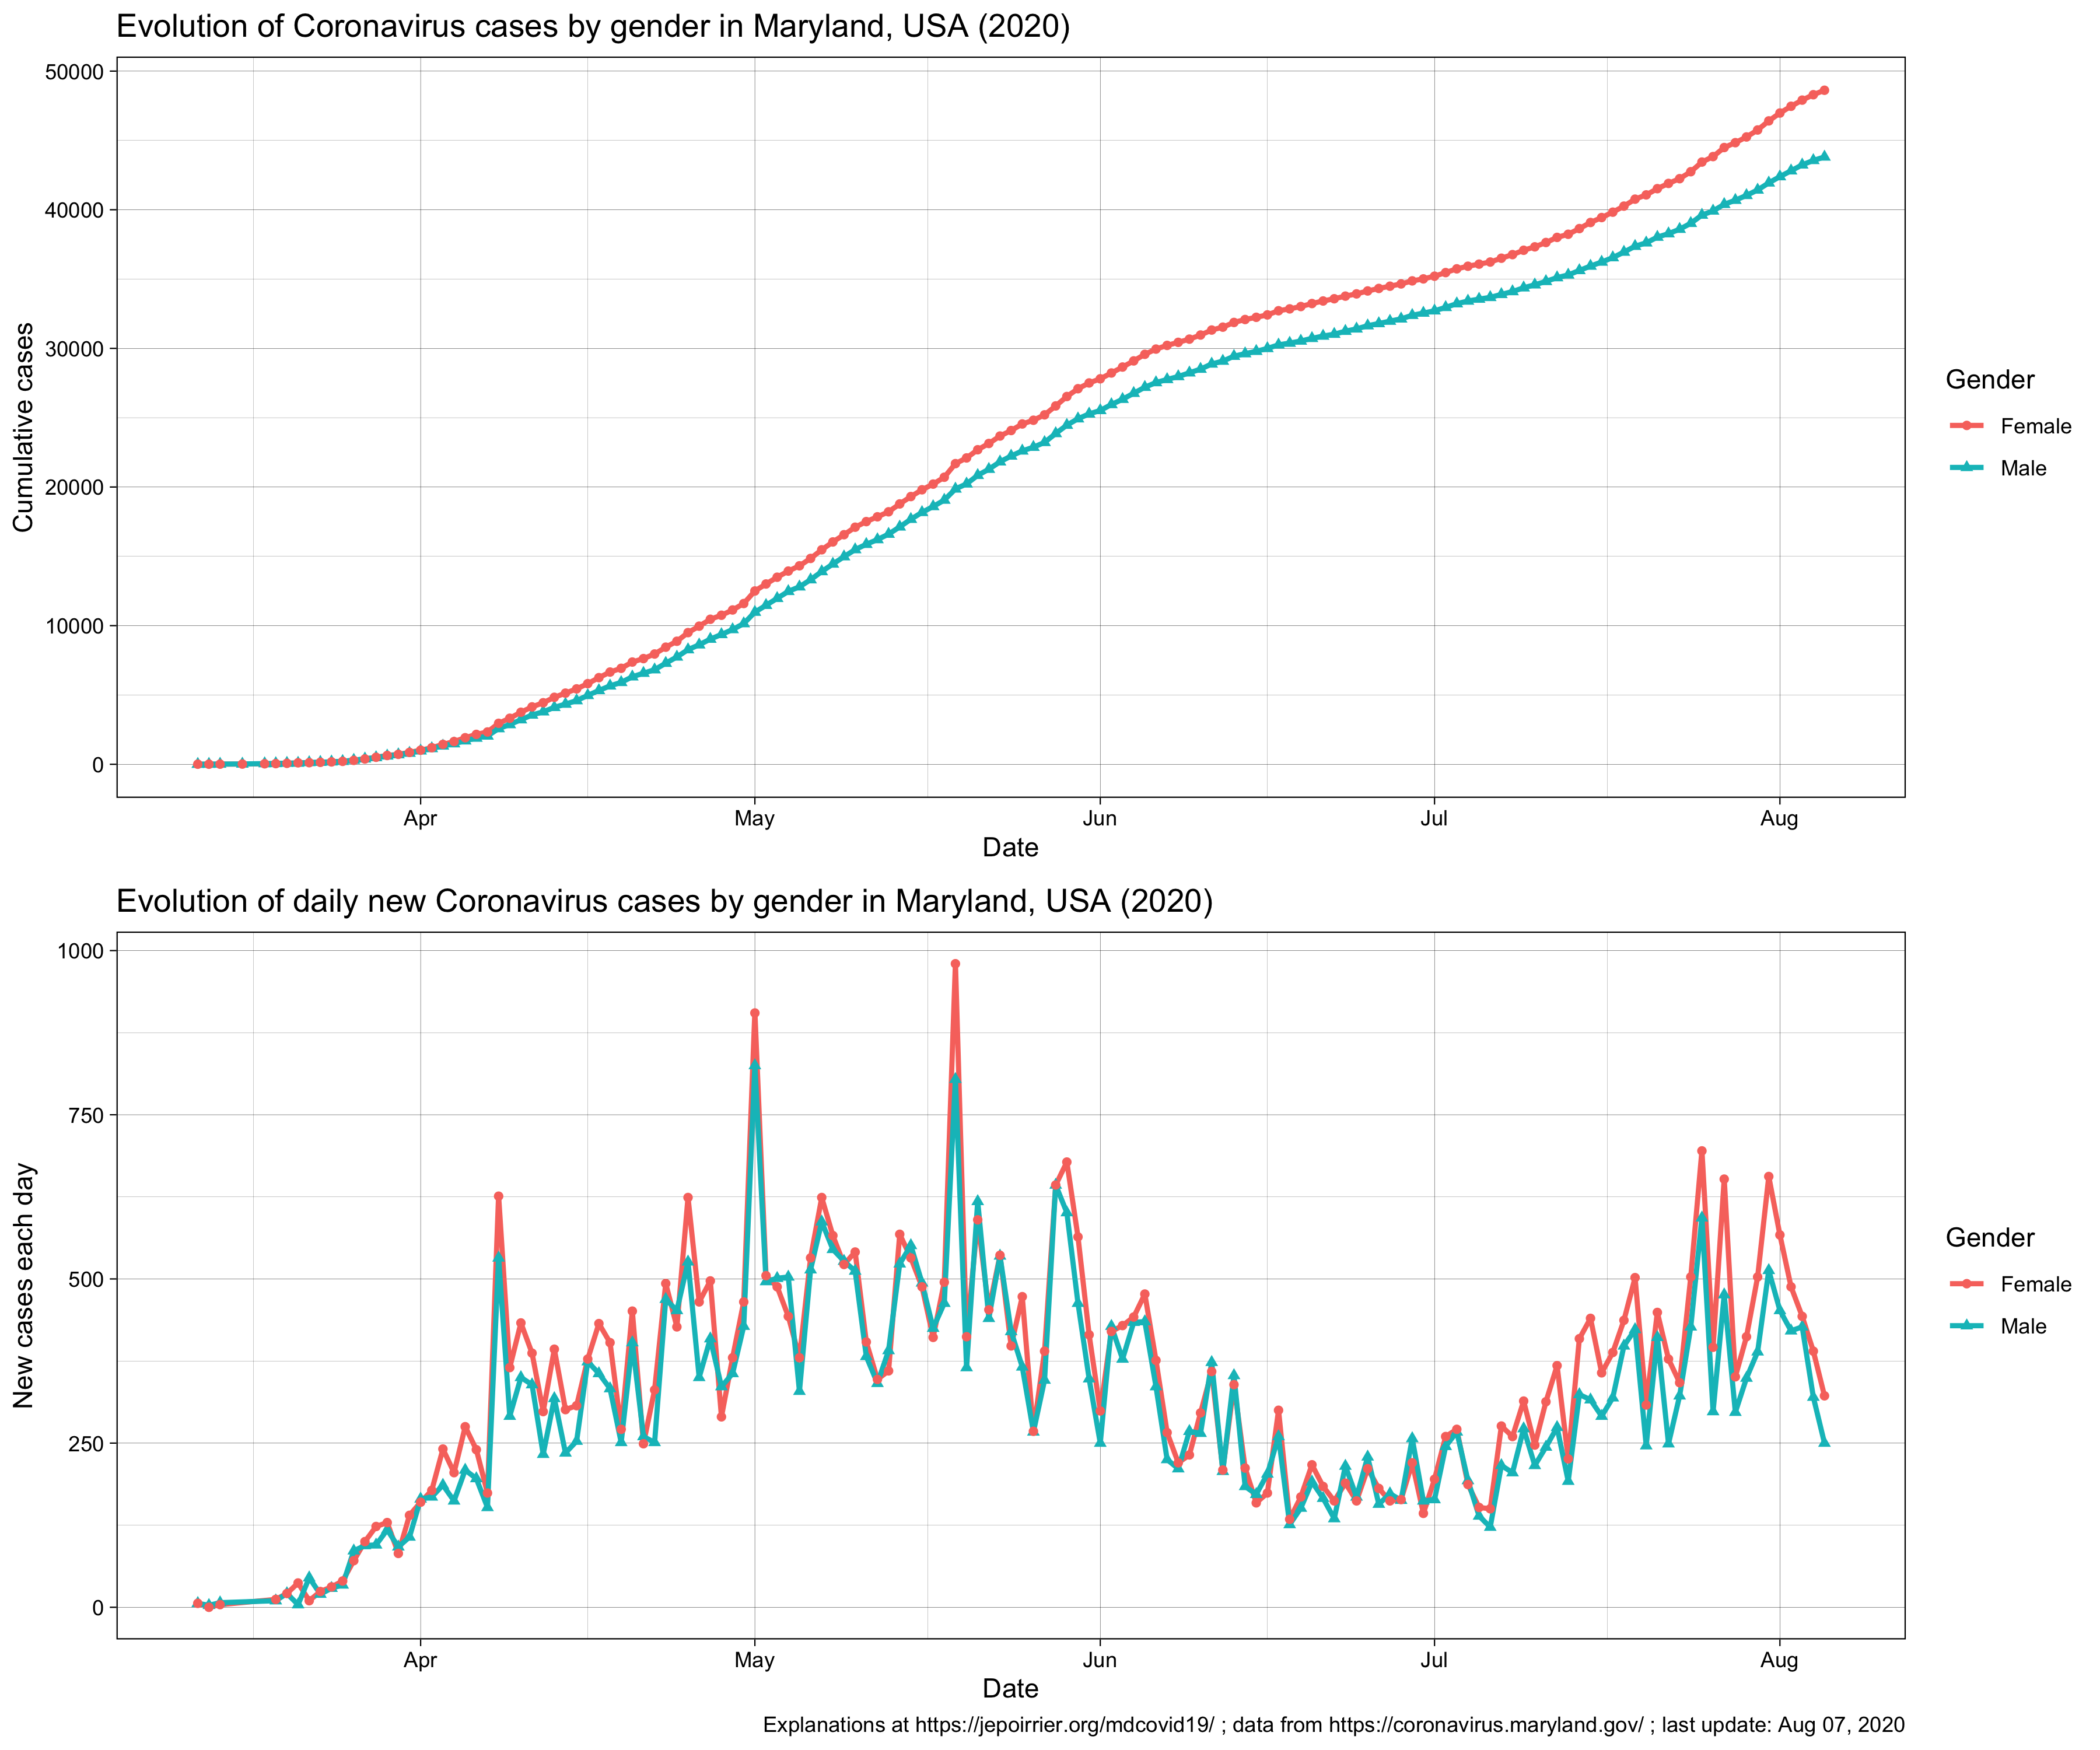 Evolution of Coronavirus cases by gender in Maryland, USA (2020)
50000
40000
30000
20000
10000
0
Cumulative cases
Apr May Jun Jul Aug
Date
Gender
Female
Male
Evolution of daily new Coronavirus cases by gender in Maryland, USA (2020)
1000
750
500
250
0
New cases each day
Apr May Jun Jul Aug
Date
Gender
Female
Male
Explanations at https://jepoirrier.org/mdcovid19/ ; data from https://coronavirus.maryland.gov/ ; last update: Aug 07, 2020